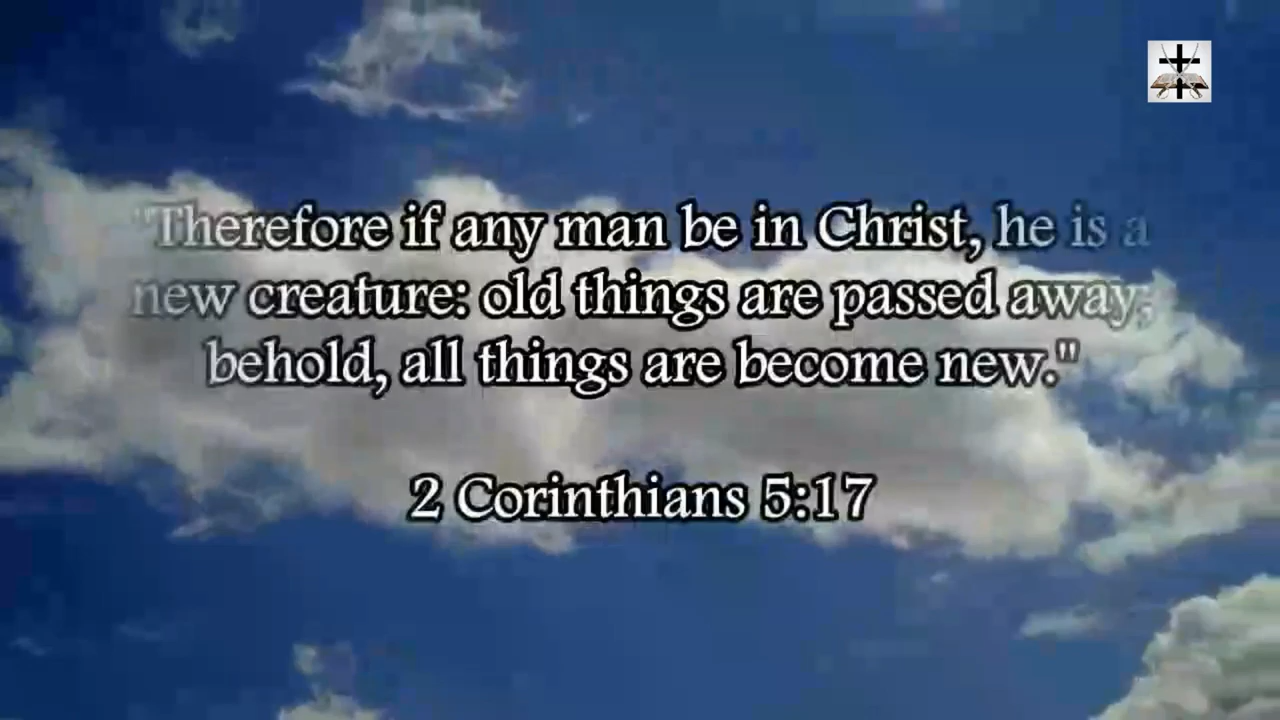 "Therefore if any man be in Christ, he is a
new creature: old things are passed away;
behold, all things are become new."
2 Corinthians 5:17